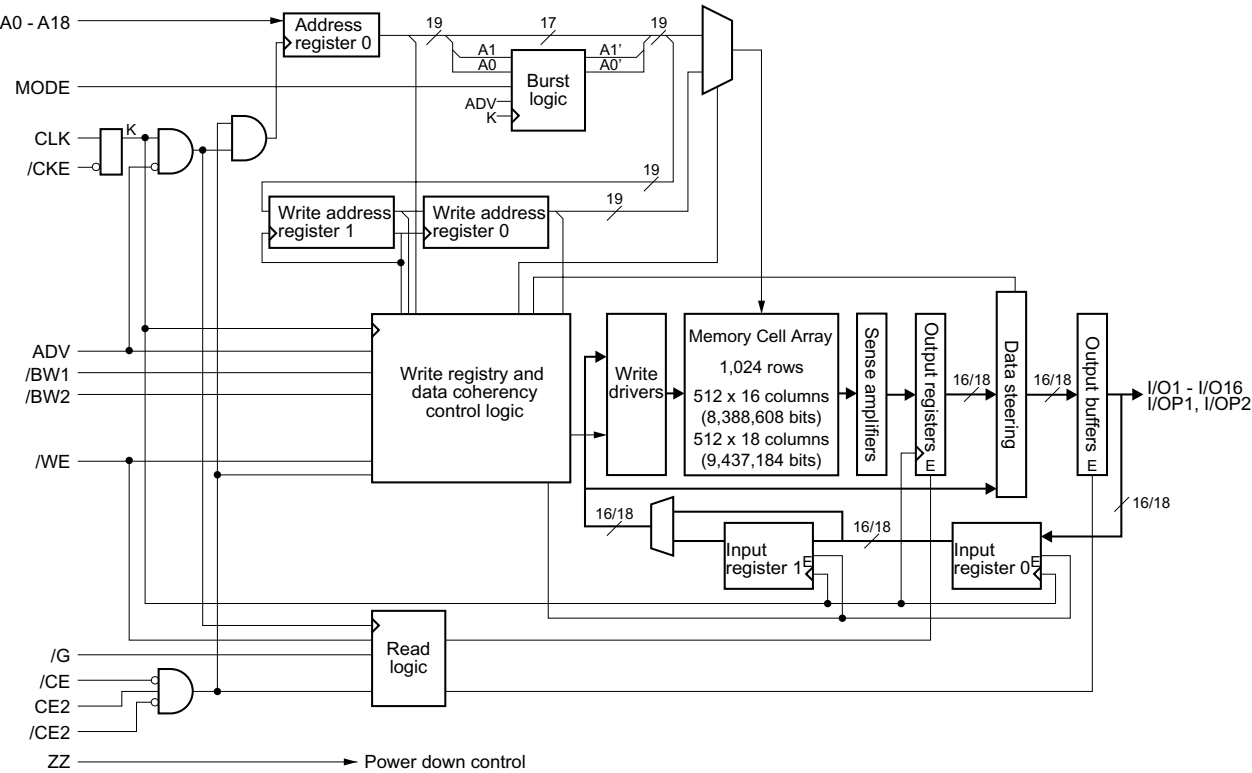 A0 - A18
Address
register 0
19
17
19
A1
A0
A1’
A0’
Burst
logic
MODE
ADV
K
CLK
K
/CKE
19
19
Write address
register 1
Write address
register 0
ADV
/BW1
/BW2
/WE
Write registry and
data coherency
control logic
Write
drivers
Memory Cell Array
1,024 rows
512 x 16 columns
(8,388,608 bits)
512 x 18 columns
(9,437,184 bits)
Sense amplifiers
Output registers
E
16/18
Data steering
16/18
Output buffers
E
I/O1 - I/O16
I/OP1, I/OP2
16/18
16/18
Input
register 1
E
16/18
Input
register 0
E
Read
logic
/G
/CE
CE2
/CE2
ZZ
Power down control